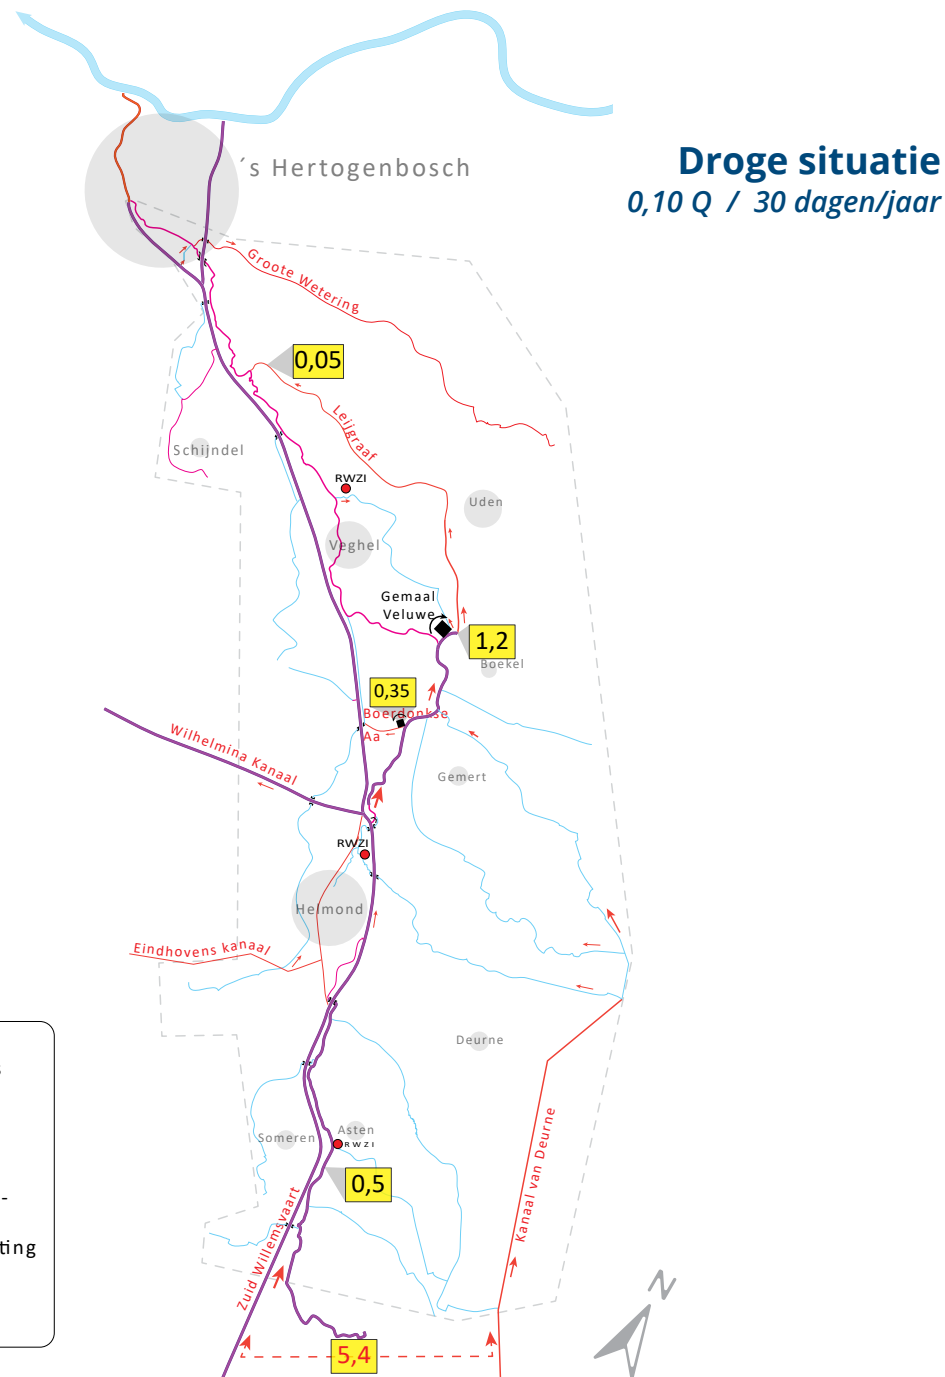 Droge situatie
0,10 Q / 30 dagen/jaar
´s Hertogenbosch
Groote Wetering
0,05
Leijgraaf
Schijndel
RWZI
Uden
Veghel
Gemaal
Veluwe
1,2
Boekel
0,35
Boerdonkse
Aa
Wilhelmina Kanaal
Gemert
RWZI
Helmond
Eindhovens kanaal
s
Deurne
Asten
Someren
RWZI
Kanaal van Deurne
0,5
-
ting
Zuid Willemsvaart
N
5,4